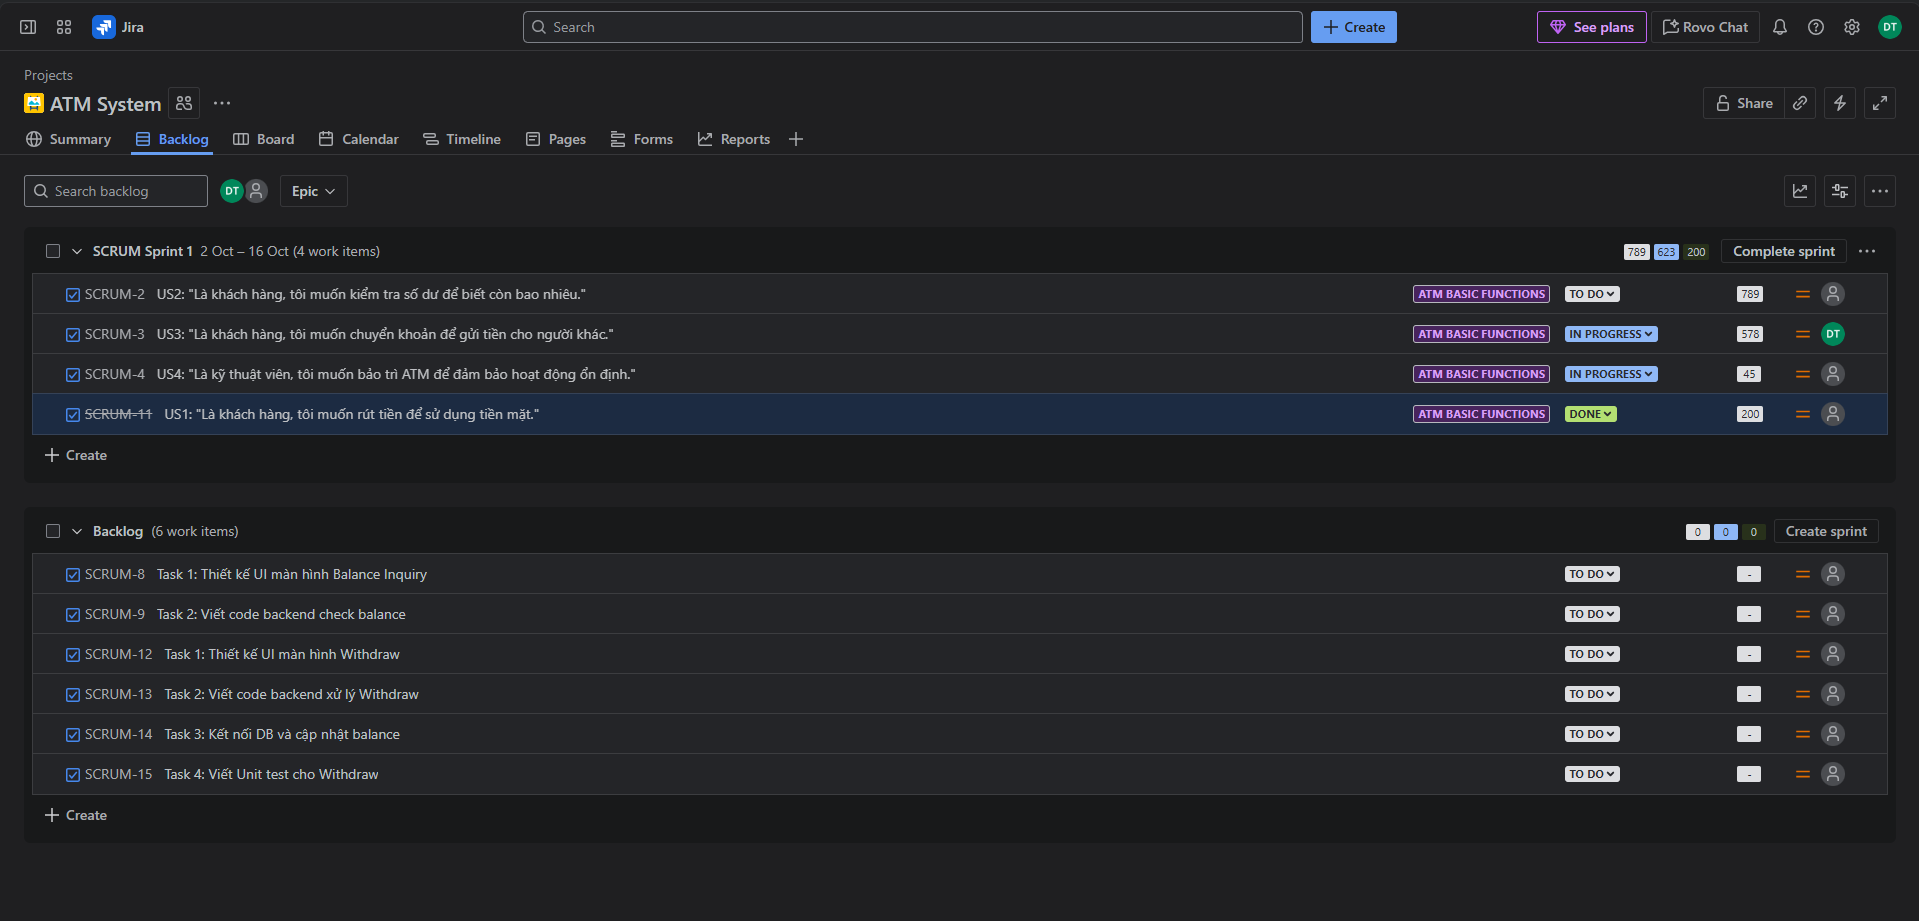 Jira
Search
Create
See plans
Rovo Chat
DT
Projects
ATM System
Share
Summary
Backlog
Board
Calendar
Timeline
Pages
Forms
Reports
Search backlog
DT
Epic
SCRUM Sprint 1 2 Oct – 16 Oct (4 work items)
789 623 200
Complete sprint
SCRUM-2 US2: "Là khách hàng, tôi muốn kiểm tra số dư để biết còn bao nhiêu." ATM BASIC FUNCTIONS TO DO 789
SCRUM-3 US3: "Là khách hàng, tôi muốn chuyển khoản để gửi tiền cho người khác." ATM BASIC FUNCTIONS IN PROGRESS 578 DT
SCRUM-4 US4: "Là kỹ thuật viên, tôi muốn bảo trì ATM để đảm bảo hoạt động ổn định." ATM BASIC FUNCTIONS IN PROGRESS 45
SCRUM-11 US1: "Là khách hàng, tôi muốn rút tiền để sử dụng tiền mặt." ATM BASIC FUNCTIONS DONE 200
Create
Backlog (6 work items)
0 0 0
Create sprint
SCRUM-8 Task 1: Thiết kế UI màn hình Balance Inquiry TO DO -
SCRUM-9 Task 2: Viết code backend check balance TO DO -
SCRUM-12 Task 1: Thiết kế UI màn hình Withdraw TO DO -
SCRUM-13 Task 2: Viết code backend xử lý Withdraw TO DO -
SCRUM-14 Task 3: Kết nối DB và cập nhật balance TO DO -
SCRUM-15 Task 4: Viết Unit test cho Withdraw TO DO -
Create